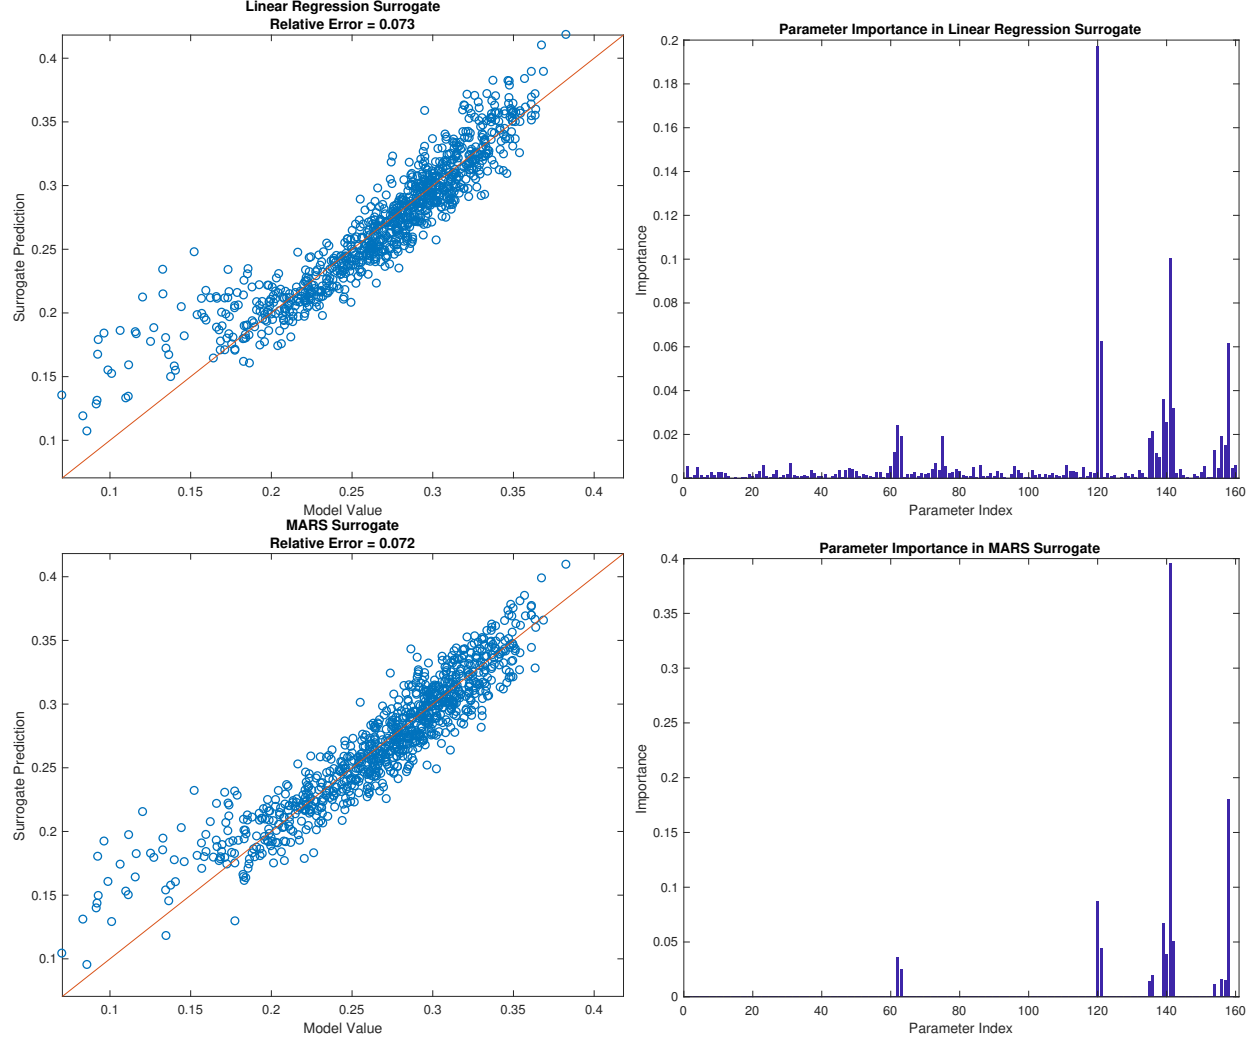 Linear Regression Surrogate
Relative Error = 0.073
0.4
0.35
0.3
0.25
0.2
0.15
0.1
Surrogate Prediction
0.1 0.15 0.2 0.25 0.3 0.35 0.4
Model Value
Parameter Importance in Linear Regression Surrogate
0.2
0.18
0.16
0.14
0.12
0.1
0.08
0.06
0.04
0.02
0
Importance
0 20 40 60 80 100 120 140 160
Parameter Index
MARS Surrogate
Relative Error = 0.072
0.4
0.35
0.3
0.25
0.2
0.15
0.1
Surrogate Prediction
0.1 0.15 0.2 0.25 0.3 0.35 0.4
Model Value
Parameter Importance in MARS Surrogate
0.4
0.35
0.3
0.25
0.2
0.15
0.1
0.05
0
Importance
0 20 40 60 80 100 120 140 160
Parameter Index